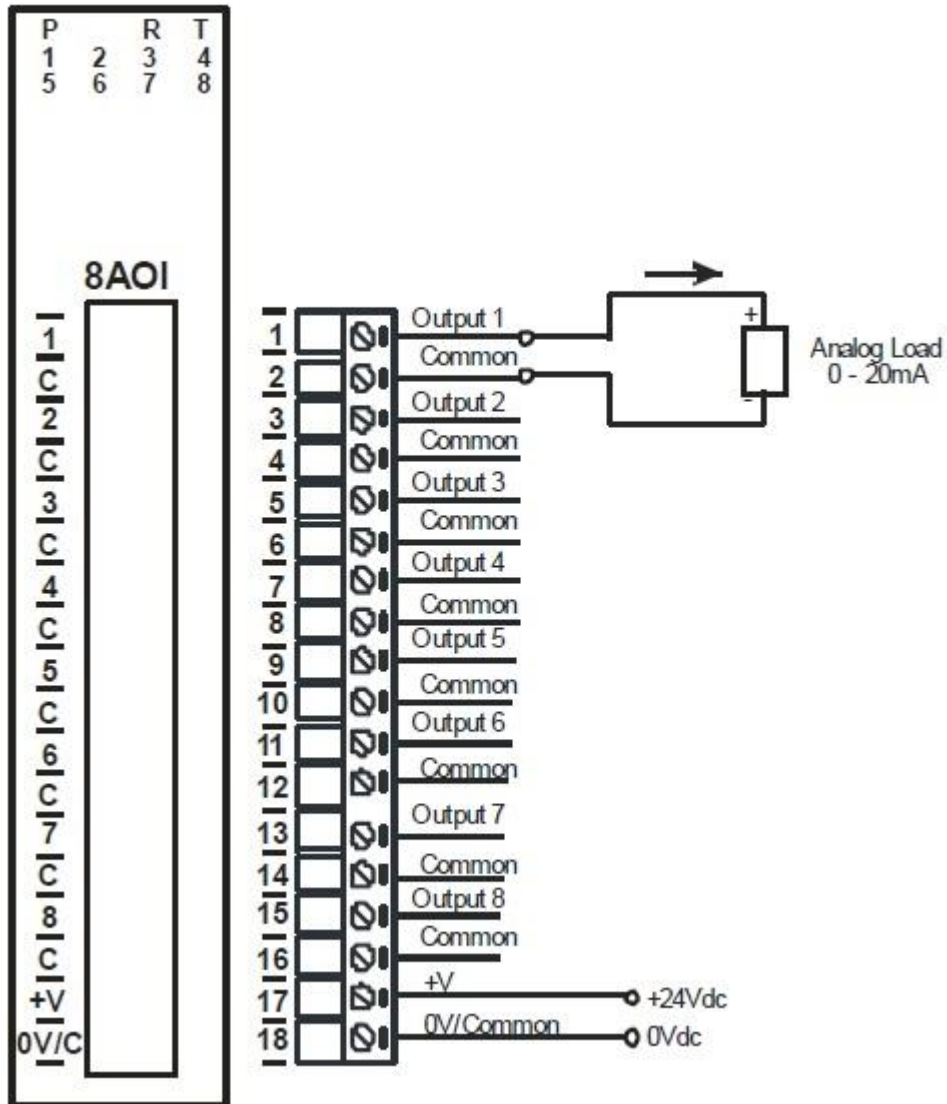 P R T
1 2 3 4
5 6 7 8
8AOI
1
C
2
C
3
C
4
C
5
C
6
C
7
C
8
C
+V
0V/C
1 Output 1
2 Common
3 Output 2
4 Common
5 Output 3
6 Common
7 Output 4
8 Common
9 Output 5
10 Common
11 Output 6
12 Common
13 Output 7
14 Common
15 Output 8
16 Common
17 +V +24Vdc
18 0V/Common 0Vdc
+
-
Analog Load
0 - 20mA